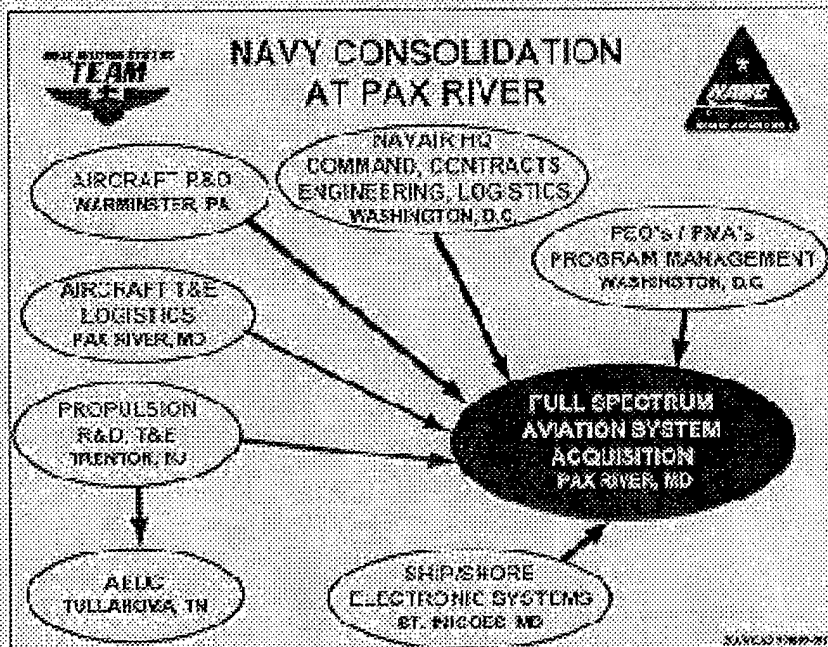 TEAM
NAVY CONSOLIDATION
AT PAX RIVER
NAVAIR HQ
COMMAND, CONTRACTS
ENGINEERING, LOGISTICS
WASHINGTON, D.C.
AIRCRAFT R&D
WARMINSTER, PA
PEO's / PMA's
PROGRAM MANAGEMENT
WASHINGTON, D.C.
AIRCRAFT T&E
LOGISTICS
PAX RIVER, MD
PROPULSION
R&D, T&E
TRENTON, NJ
FULL SPECTRUM
AVIATION SYSTEM
ACQUISITION
PAX RIVER, MD
AEDC
TULLAHOMA, TN
SHIP/SHORE
ELECTRONIC SYSTEMS
ST. INIGOES, MD